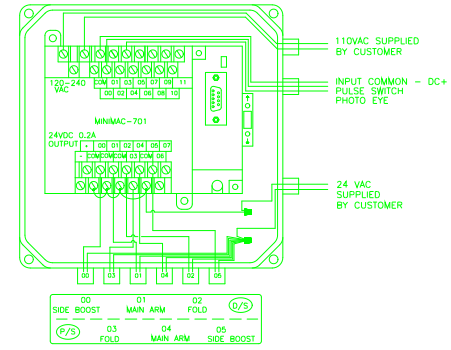 110VAC SUPPLIED
BY CUSTOMER
INPUT COMMON - DC+
PULSE SWITCH
PHOTO EYE
120-240
VAC
COM 01 03 05 07 09 11
00 02 04 06 08 10
MINIMAC-701
24VDC 0.2A
OUTPUT
+ 00 01 02 04 05 07
- COM COM COM 03 COM 06
24 VAC
SUPPLIED
BY CUSTOMER
00 03 01 04 02 05
00 01 02 D/S
SIDE BOOST MAIN ARM FOLD
P/S 03 04 05
FOLD MAIN ARM SIDE BOOST